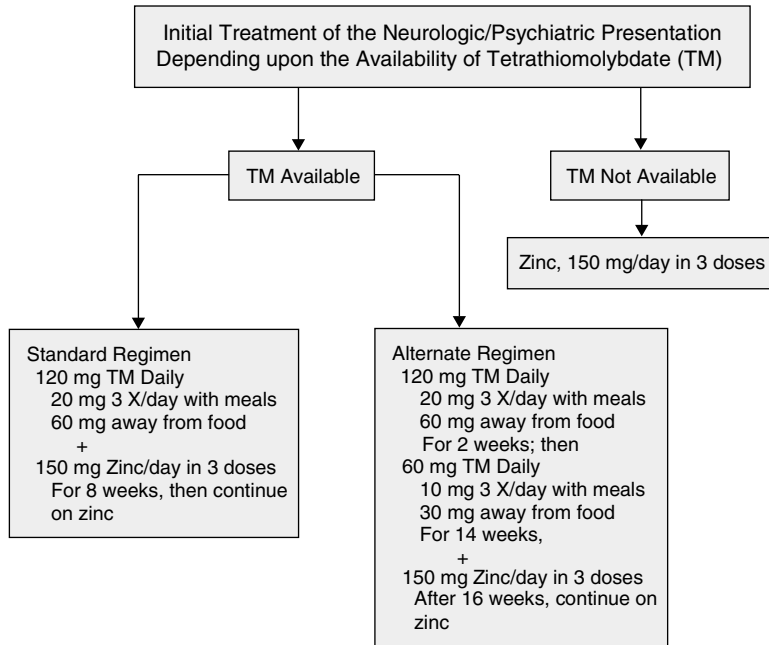 Initial Treatment of the Neurologic/Psychiatric Presentation
Depending upon the Availability of Tetrathiomolybdate (TM)
TM Available
TM Not Available
Zinc, 150 mg/day in 3 doses
Standard Regimen
120 mg TM Daily
20 mg 3 X/day with meals
60 mg away from food
+
150 mg Zinc/day in 3 doses
For 8 weeks, then continue
on zinc
Alternate Regimen
120 mg TM Daily
20 mg 3 X/day with meals
60 mg away from food
For 2 weeks; then
60 mg TM Daily
10 mg 3 X/day with meals
30 mg away from food
For 14 weeks,
+
150 mg Zinc/day in 3 doses
After 16 weeks, continue on
zinc